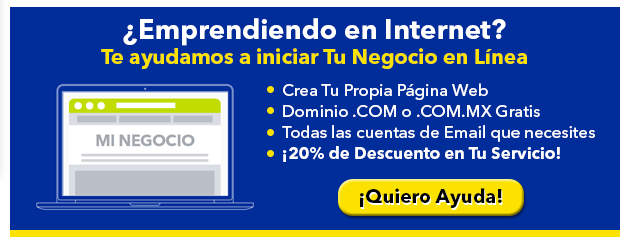 ¿Emprendiendo en Internet?
Te ayudamos a iniciar Tu Negocio en Línea
Crea Tu Propia Página Web
Dominio .COM o .COM.MX Gratis
Todas las cuentas de Email que necesites
¡20% de Descuento en Tu Servicio!
MI NEGOCIO
¡Quiero Ayuda!